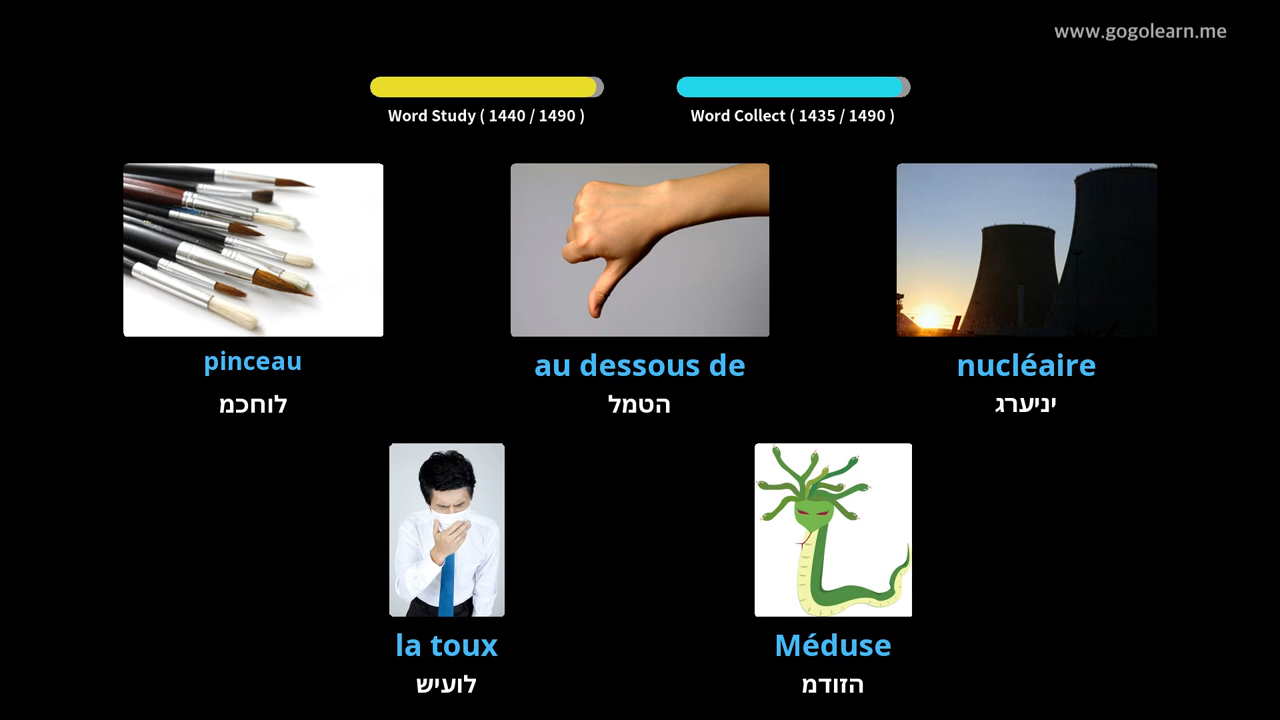 www.gogolearn.me
Word Study ( 1440 / 1490 )
Word Collect ( 1435 / 1490 )
pinceau
לוחכמ
au dessous de
הטמל
nucléaire
יניערג
la toux
לועיש
Méduse
הזודמ